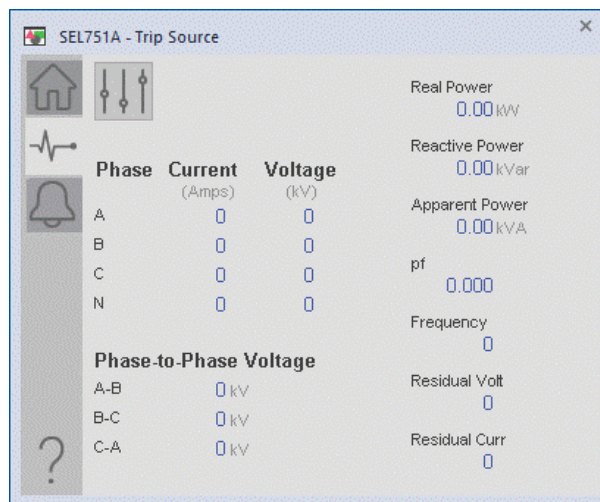 SEL751A - Trip Source
Phase Current Voltage
(Amps) (kV)
A 0 0
B 0 0
C 0 0
N 0 0
Phase-to-Phase Voltage
A-B 0 kV
B-C 0 kV
C-A 0 kV
?
Real Power
0.00 kW
Reactive Power
0.00 kVar
Apparent Power
0.00 kVA
pf
0.000
Frequency
0
Residual Volt
0
Residual Curr
0